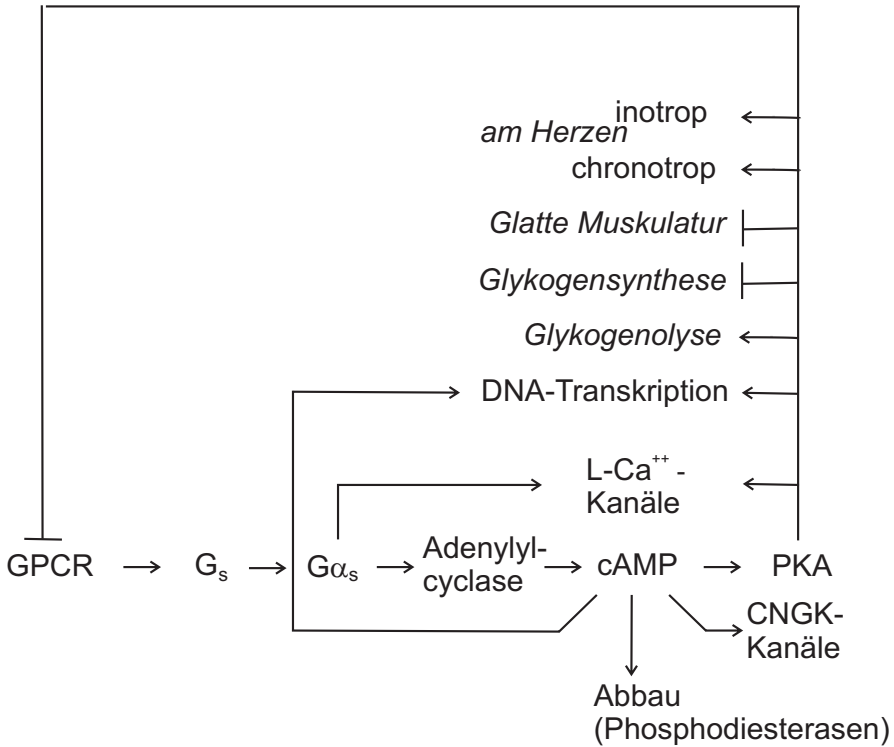 inotrop
am Herzen
chronotrop
Glatte Muskulatur
Glykogensynthese
Glykogenolyse
DNA-Transkription
L-Ca⁺⁺ -
Kanäle
GPCR
Gₛ
Gαₛ
Adenylyl-
cyclase
cAMP
PKA
CNGK-
Kanäle
Abbau
(Phosphodiesterasen)